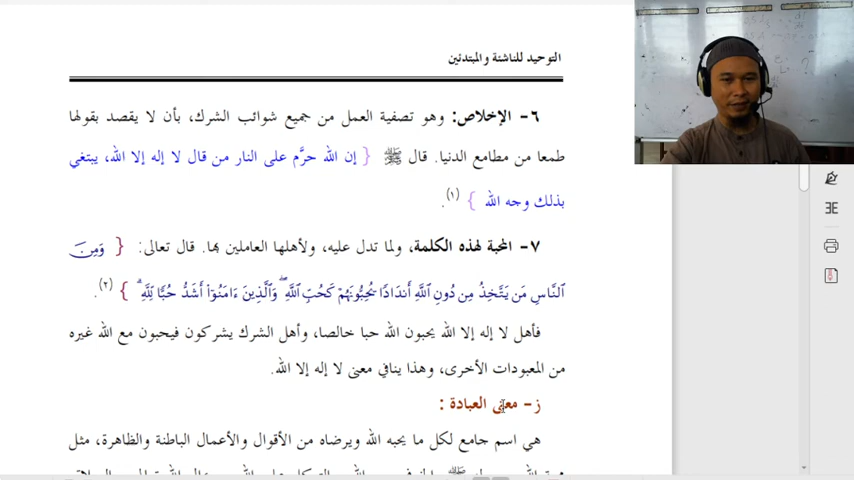 التوحيد للناشئة والمبتدئين
٦- الإخلاص: وهو تصفية العمل من جميع شوائب الشرك، بأن لا يقصد بقولها
طمعا من مطامع الدنيا. قال ﷺ { إن الله حرَّم على النار من قال لا إله إلا الله، يبتغي
بذلك وجه الله } (١).
٧- المحبة لهذه الكلمة، ولما تدل عليه، ولأهلها العاملين بها. قال تعالى: { وَمِنَ
النَّاسِ مَن يَتَّخِذُ مِن دُونِ اللَّهِ أَندَادًا يُحِبُّونَهُمْ كَحُبِّ اللَّهِ ۖ وَالَّذِينَ ءَامَنُوٓا۟ أَشَدُّ حُبًّا لِلَّهِ ۗ } (٢).
فأهل لا إله إلا الله يحبون الله حبا خالصا، وأهل الشرك يشركون فيحبون مع الله غيره
من المعبودات الأخرى، وهذا ينافي معنى لا إله إلا الله.
ز- معنى العبادة :
هي اسم جامع لكل ما يحبه الله ويرضاه من الأقوال والأعمال الباطنة والظاهرة، مثل